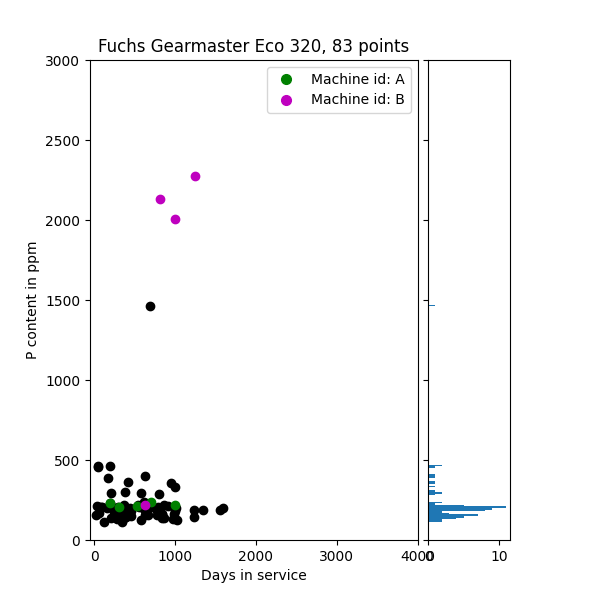 Fuchs Gearmaster Eco 320, 83 points
Machine id: A
Machine id: B
3000
2500
2000
1500
1000
500
0
P content in ppm
0 1000 2000 3000 4000 0 10
Days in service